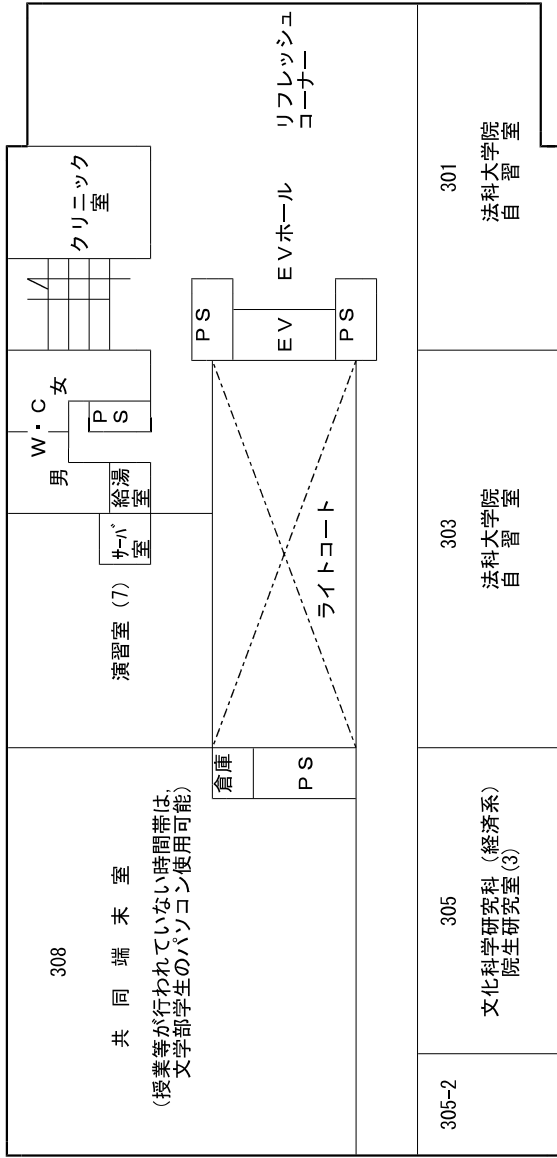 308
共同端末室
(授業等が行われていない時間帯は,
文学部学生のパソコン使用可能)
演習室 (7)
サーバ
室
給湯
室
W・C
男
女
PS
クリニック
室
倉庫
PS
ライトコート
PS
EV
PS
EVホール
リフレッシュ
コーナー
305-2
305
文化科学研究科 (経済系)
院生研究室(3)
303
法科大学院
自習室
301
法科大学院
自習室